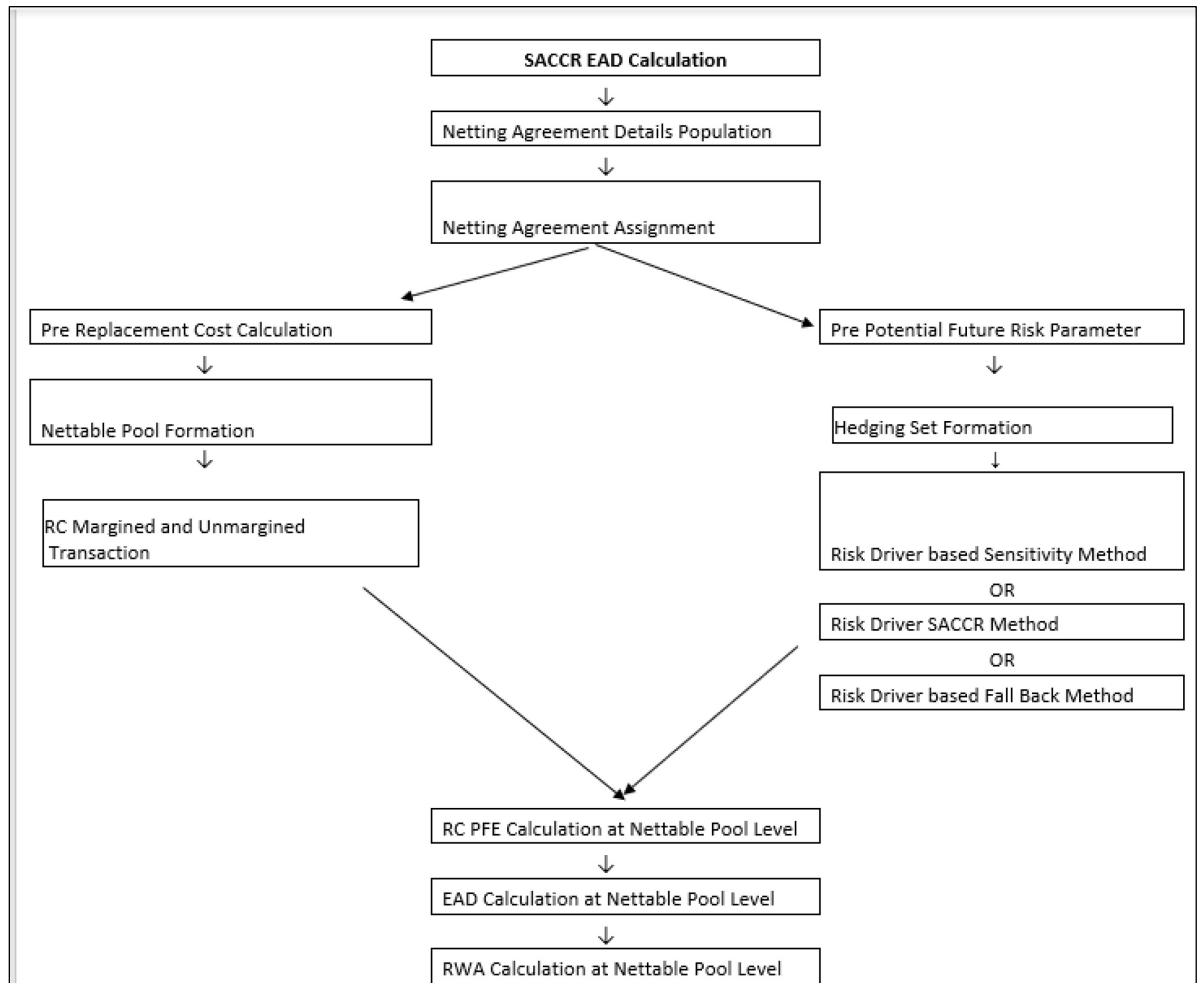 SACCR EAD Calculation
Netting Agreement Details Population
Netting Agreement Assignment
Pre Replacement Cost Calculation
Nettable Pool Formation
RC Margined and Unmargined
Transaction
Pre Potential Future Risk Parameter
Hedging Set Formation
Risk Driver based Sensitivity Method
OR
Risk Driver SACCR Method
OR
Risk Driver based Fall Back Method
RC PFE Calculation at Nettable Pool Level
EAD Calculation at Nettable Pool Level
RWA Calculation at Nettable Pool Level